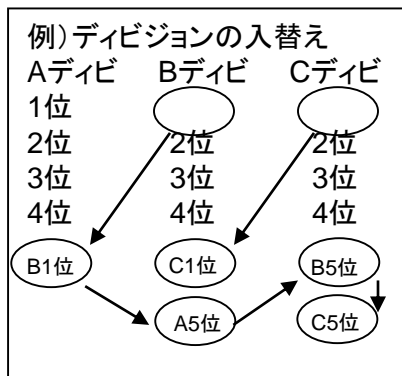 例）ディビジョンの入替え
Aディビ Bディビ Cディビ
1位
2位 2位 2位
3位 3位 3位
4位 4位 4位
B1位 C1位 B5位
A5位 C5位